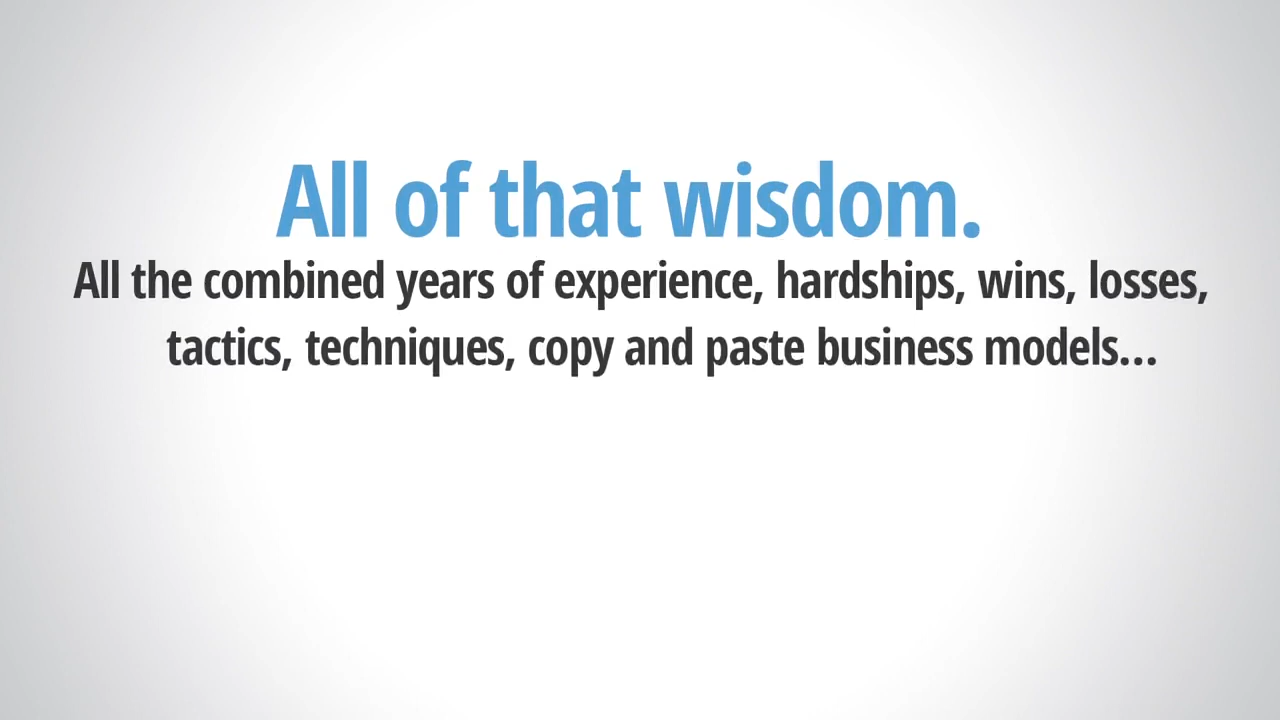 All of that wisdom.
All the combined years of experience, hardships, wins, losses,
tactics, techniques, copy and paste business models...